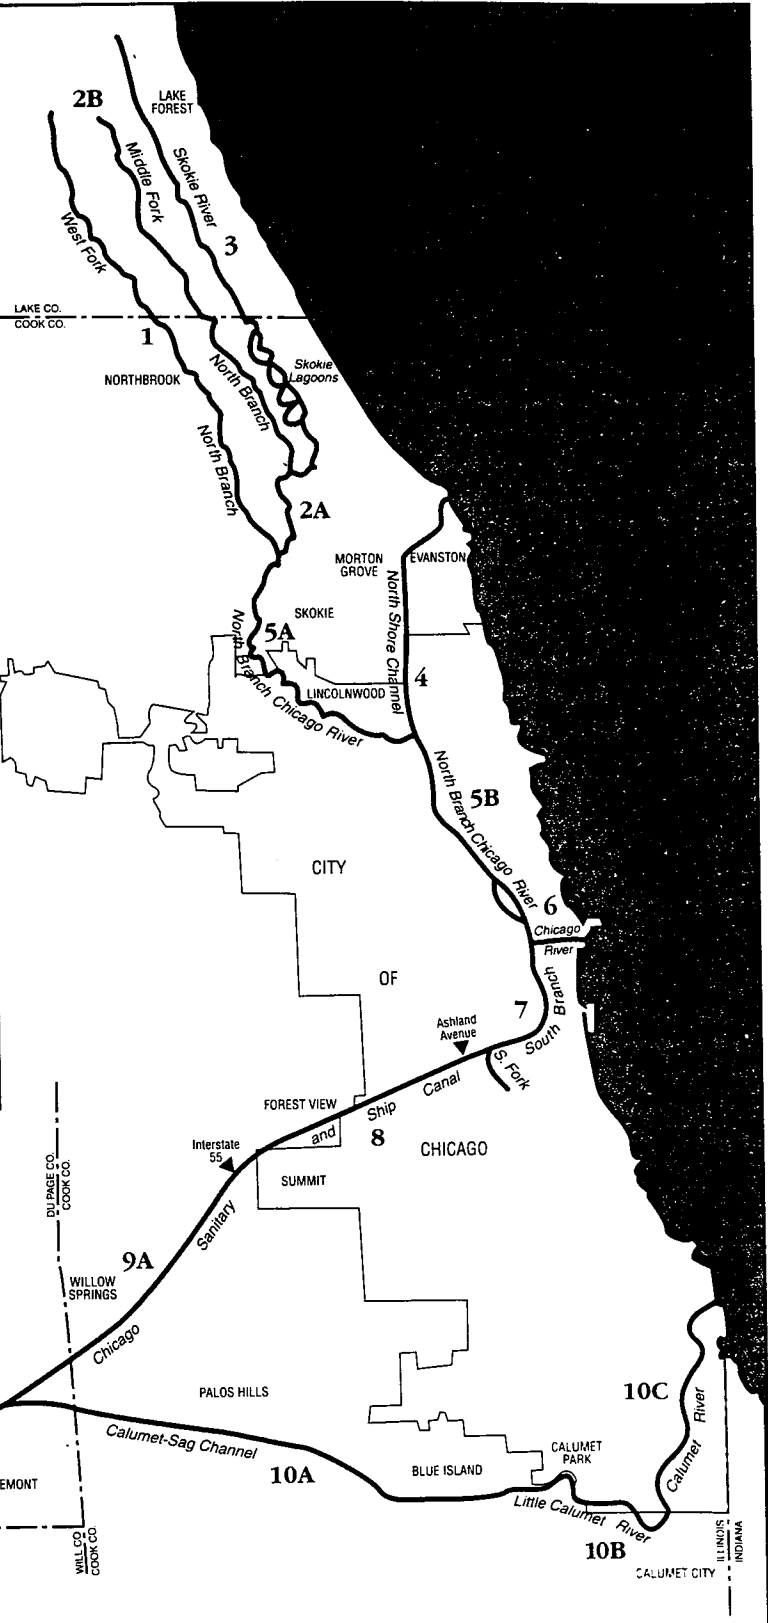 2B
LAKE
FOREST
Middle Fork
Skokie River
West Fork
3
LAKE CO.
COOK CO.
1
NORTHBROOK
North Branch
Skokie
Lagoons
North Branch
2A
MORTON
GROVE
EVANSTON
North Shore Channel
SKOKIE
5A
North Branch Chicago River
LINCOLNWOOD
4
North Branch Chicago River
5B
CITY
6
Chicago
River
OF
7
South Branch
Ashland
Avenue
S. Fork
Canal
Ship
FOREST VIEW
and
8
CHICAGO
Interstate
55
SUMMIT
DU PAGE CO.
COOK CO.
Sanitary
9A
WILLOW
SPRINGS
Chicago
PALOS HILLS
10C
Calumet River
Calumet-Sag Channel
10A
BLUE ISLAND
CALUMET
PARK
EMONT
Little Calumet River
10B
WILL CO
COOK CO.
ILLINOIS
INDIANA
CALUMET CITY